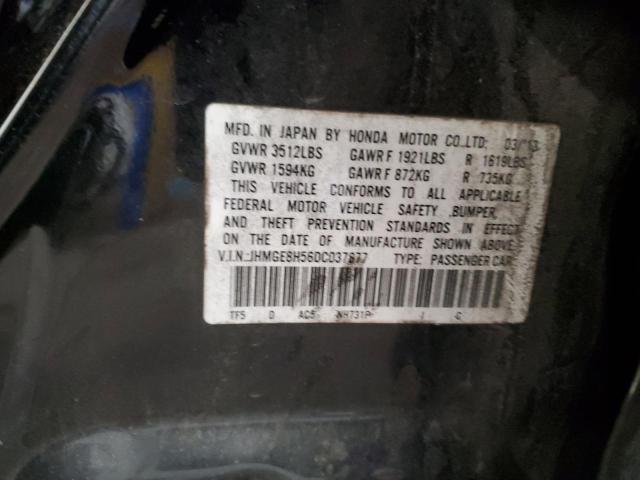 MFD. IN JAPAN BY HONDA MOTOR CO.,LTD. 03/'13
GVWR 3512LBS GAWR F 1921LBS R 1619LBS
GVWR 1594KG GAWR F 872KG R 735KG
THIS VEHICLE CONFORMS TO ALL APPLICABLE
FEDERAL MOTOR VEHICLE SAFETY ,BUMPER,
AND THEFT PREVENTION STANDARDS IN EFFECT
ON THE DATE OF MANUFACTURE SHOWN ABOVE.
V.I.N.: TYPE: PASSENGER CAR
TF5 D AC5 NH731P